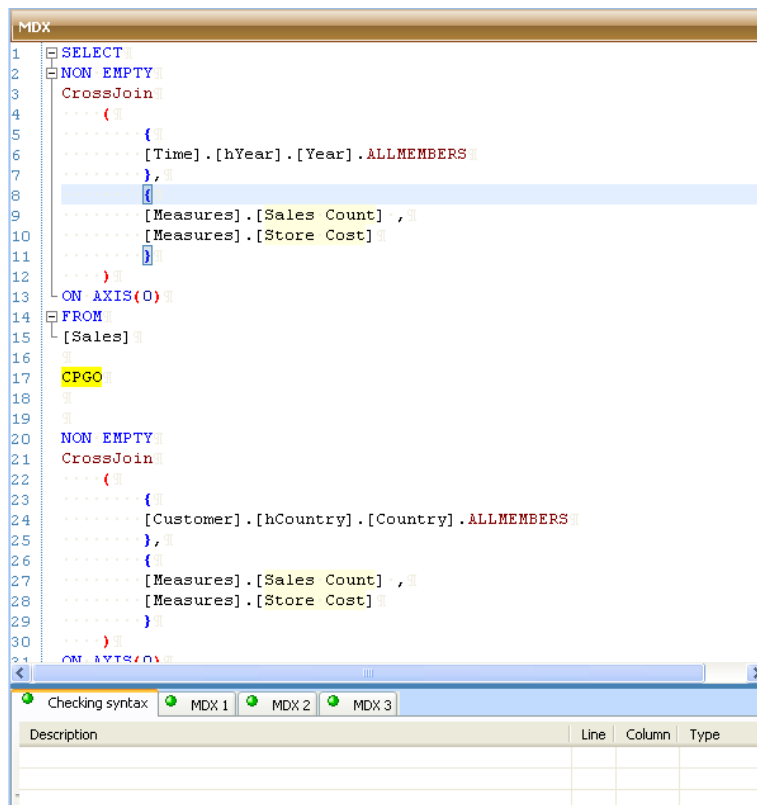 MDX
1 SELECT
2 NON EMPTY
3 CrossJoin
4 (
5 {
6 [Time].[hYear].[Year].ALLMEMBERS
7 },
8 {
9 [Measures].[Sales Count] ,
10 [Measures].[Store Cost]
11 }
12 )
13 ON AXIS(0)
14 FROM
15 [Sales]
16
17 CPGO
18
19
20 NON EMPTY
21 CrossJoin
22 (
23 {
24 [Customer].[hCountry].[Country].ALLMEMBERS
25 },
26 {
27 [Measures].[Sales Count] ,
28 [Measures].[Store Cost]
29 }
30 )
31 ON AXIS(0)
Checking syntax MDX 1 MDX 2 MDX 3
Description Line Column Type